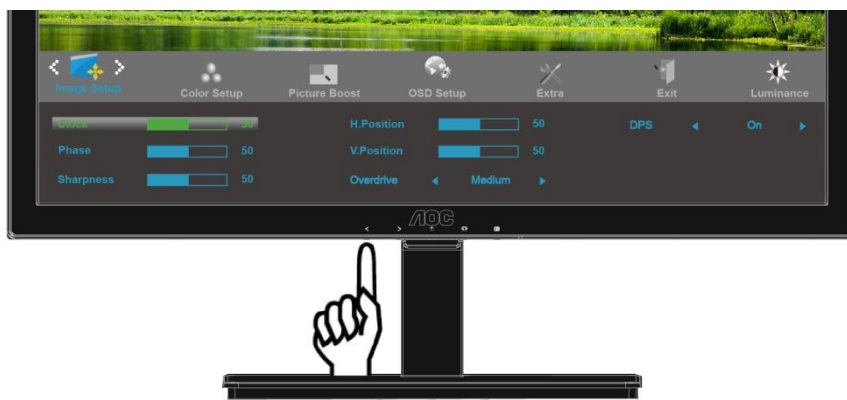 Image Setup Color Setup Picture Boost OSD Setup Extra Exit Luminance
Clock 50 H.Position 50 DPS On
Phase 50 V.Position 50
Sharpness 50 Overdrive Medium
AOC